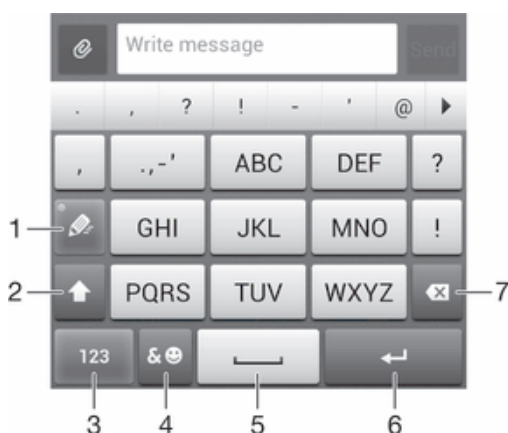 Write message Send
. , ? ! - ' @
, .,-' ABC DEF ?
1 GHI JKL MNO !
2 PQRS TUV WXYZ 7
123 &
3 4 5 6